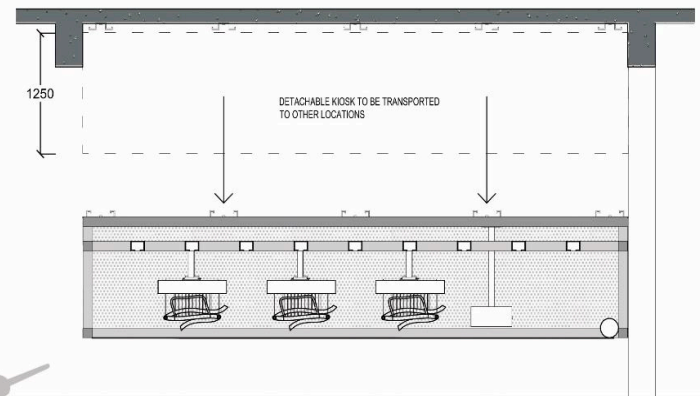 1250
DETACHABLE KIOSK TO BE TRANSPORTED
TO OTHER LOCATIONS